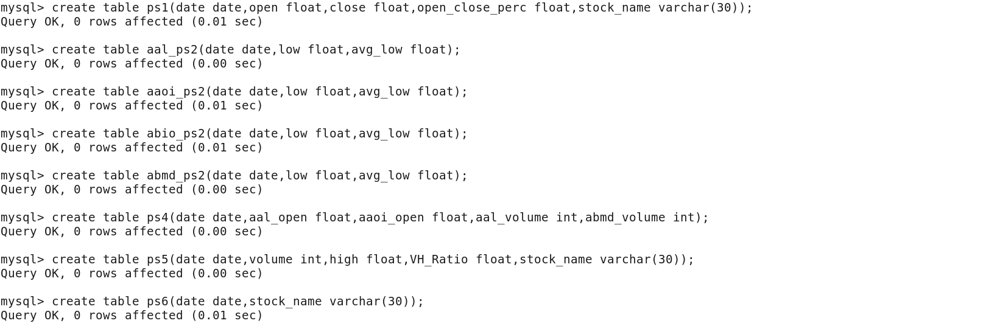 mysql> create table ps1(date date,open float,close float,open_close_perc float,stock_name varchar(30));
Query OK, 0 rows affected (0.01 sec)
mysql> create table aal_ps2(date date,low float,avg_low float);
Query OK, 0 rows affected (0.00 sec)
mysql> create table aaoi_ps2(date date,low float,avg_low float);
Query OK, 0 rows affected (0.01 sec)
mysql> create table abio_ps2(date date,low float,avg_low float);
Query OK, 0 rows affected (0.01 sec)
mysql> create table abmd_ps2(date date,low float,avg_low float);
Query OK, 0 rows affected (0.00 sec)
mysql> create table ps4(date date,aal_open float,aaoi_open float,aal_volume int,abmd_volume int);
Query OK, 0 rows affected (0.00 sec)
mysql> create table ps5(date date,volume int,high float,VH_Ratio float,stock_name varchar(30));
Query OK, 0 rows affected (0.00 sec)
mysql> create table ps6(date date,stock_name varchar(30));
Query OK, 0 rows affected (0.01 sec)